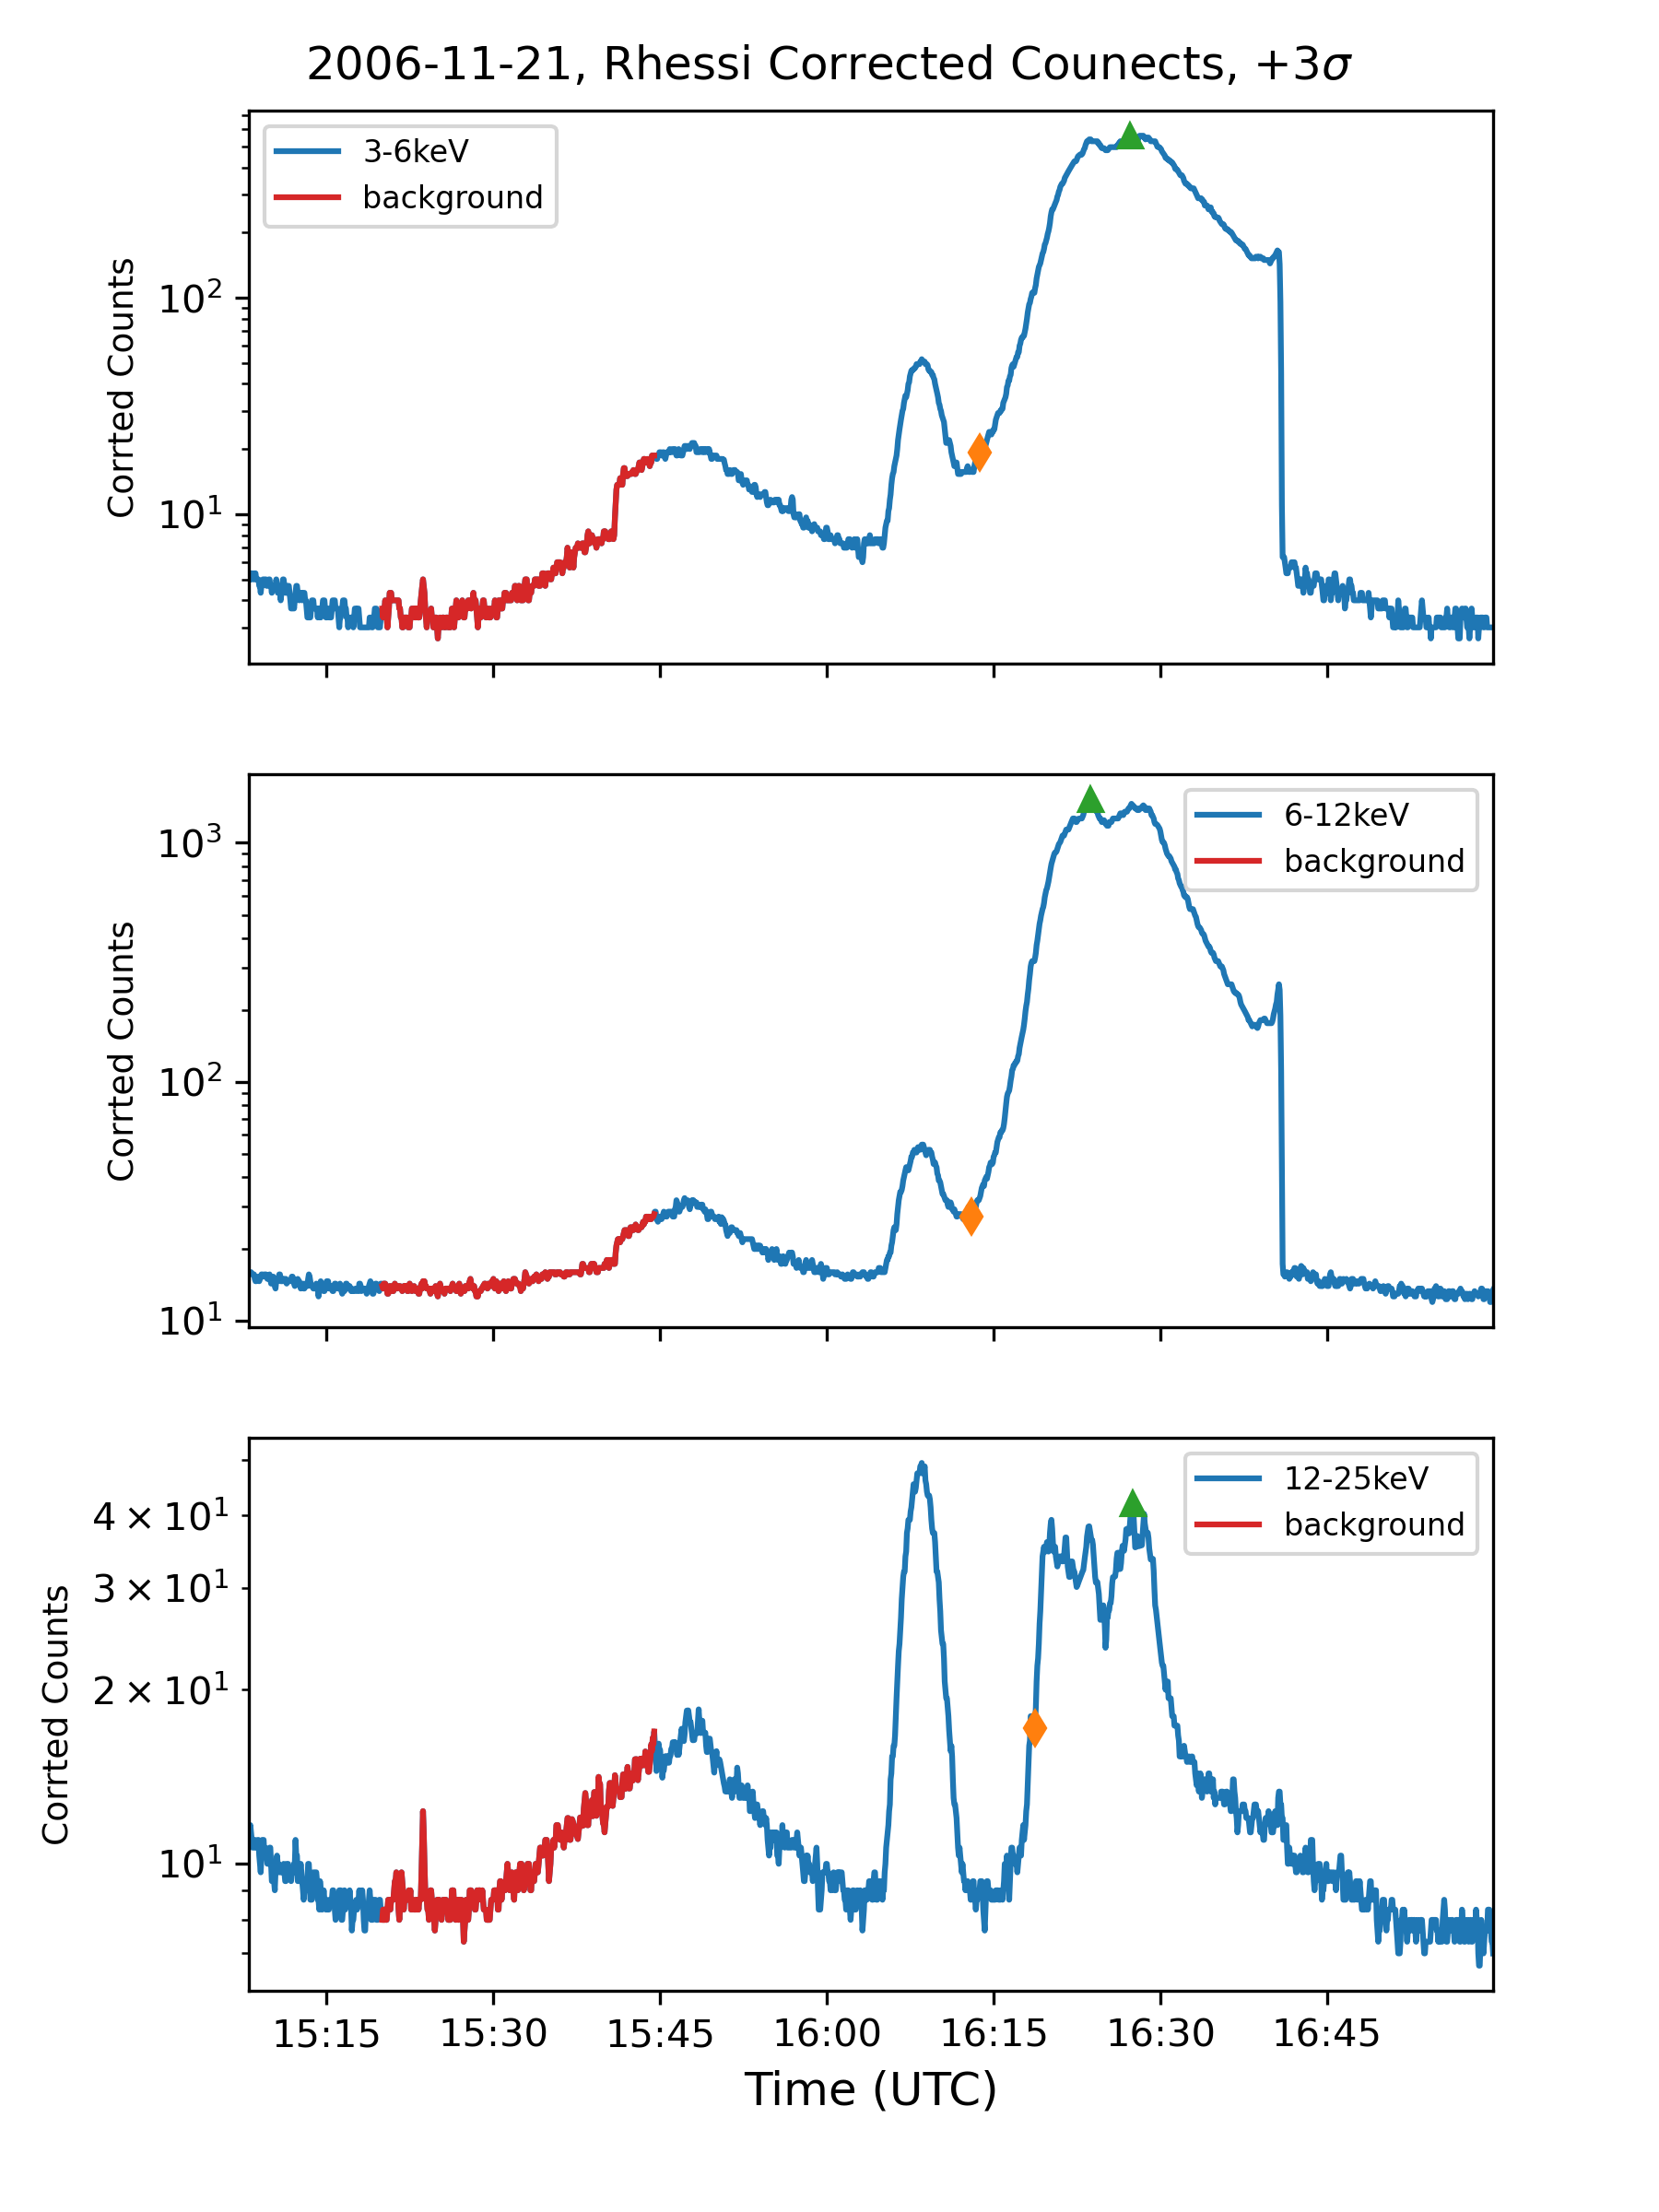 2006-11-21, Rhessi Corrected Counects, +3σ
3-6keV
background
Corrted Counts
10²
10¹
6-12keV
background
Corrted Counts
10³
10²
10¹
12-25keV
background
Corrted Counts
4×10¹
3×10¹
2×10¹
10¹
15:15 15:30 15:45 16:00 16:15 16:30 16:45
Time (UTC)